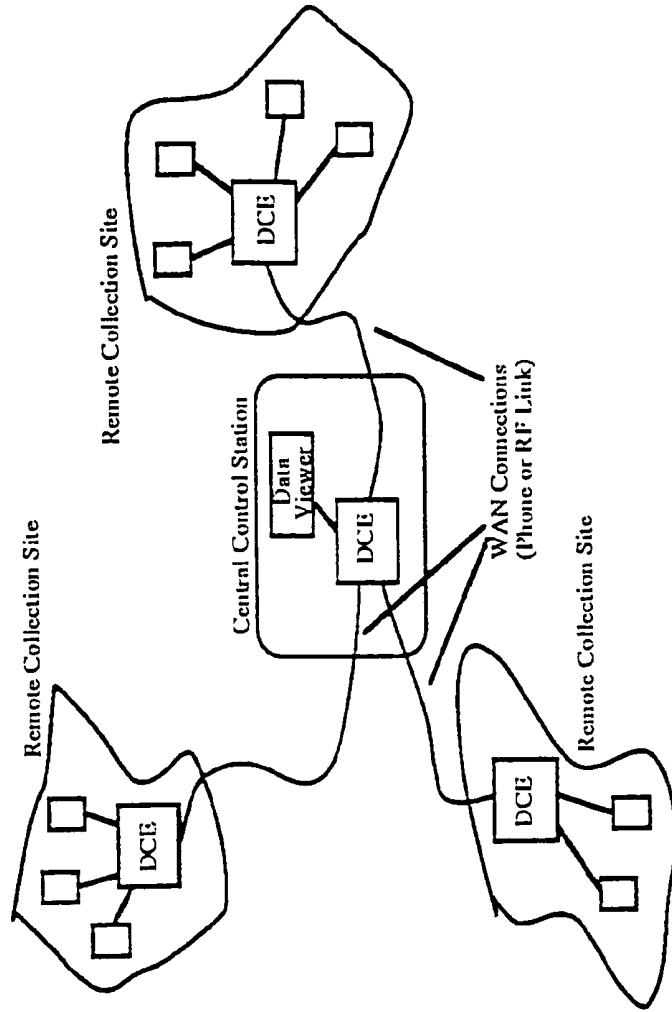 Remote Collection Site
DCE
Remote Collection Site
DCE
Central Control Station
Data
Viewer
DCE
WAN Connections
(Phone or RF Link)
Remote Collection Site
DCE